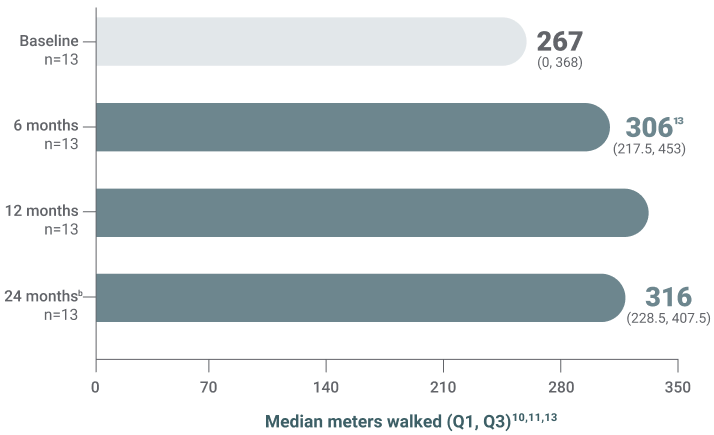 Baseline
n=13
267
(0, 368)
6 months
n=13
306¹³
(217.5, 453)
12 months
n=13
24 monthsᵇ
n=13
316
(228.5, 407.5)
0 70 140 210 280 350
Median meters walked (Q1, Q3)¹⁰,¹¹,¹³